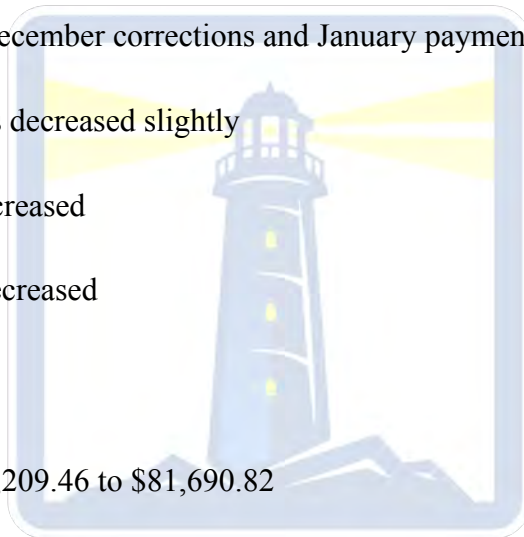 ecember corrections and January paymen
decreased slightly
creased
creased
209.46 to $81,690.82